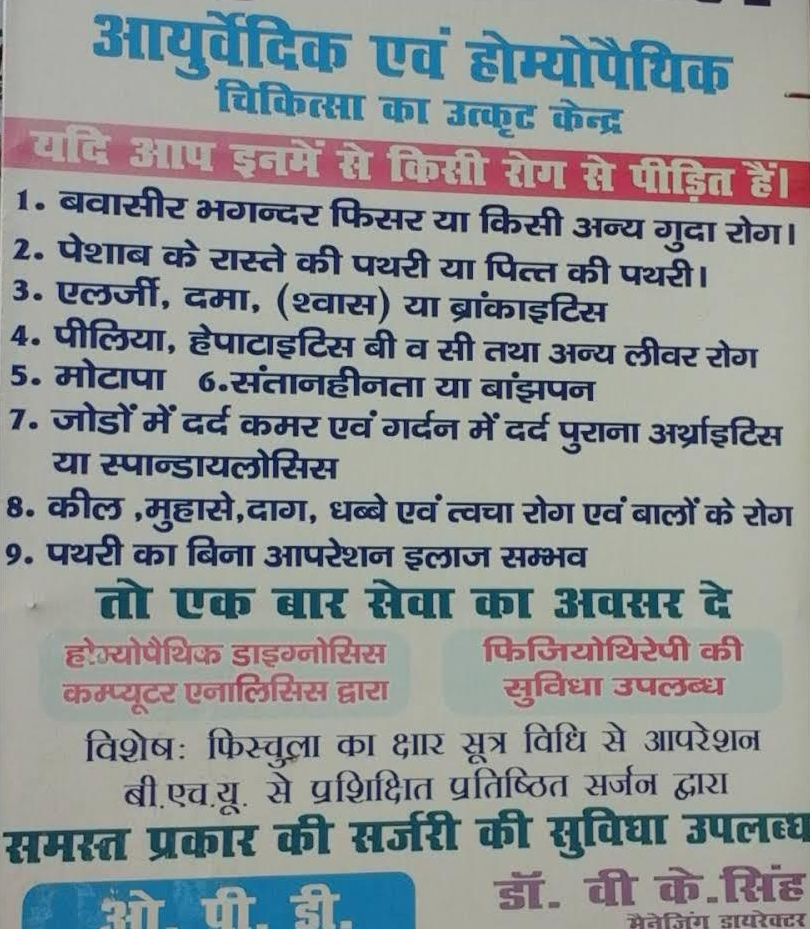 आयुर्वेदिक एवं होम्योपैथिक
चिकित्सा का उत्कृट केन्द्र
यदि आप इनमें से किसी रोग से पीड़ित हैं।
1. बवासीर भगन्दर फिसर या किसी अन्य गुदा रोग।
2. पेशाब के रास्ते की पथरी या पित्त की पथरी।
3. एलर्जी, दमा, (श्वास) या ब्रांकाइटिस
4. पीलिया, हेपाटाइटिस बी व सी तथा अन्य लीवर रोग
5. मोटापा 6.संतानहीनता या बांझपन
7. जोडों में दर्द कमर एवं गर्दन में दर्द पुराना अर्थ्राइटिस
या स्पान्डायलोसिस
8. कील ,मुहासे,दाग, धब्बे एवं त्वचा रोग एवं बालों के रोग
9. पथरी का बिना आपरेशन इलाज सम्भव
तो एक बार सेवा का अवसर दे
होम्योपैथिक डाइग्नोसिस
कम्प्यूटर एनालिसिस द्वारा
फिजियोथिरेपी की
सुविधा उपलब्ध
विशेष: फिस्चुला का क्षार सूत्र विधि से आपरेशन
बी.एच.यू. से प्रशिक्षित प्रतिष्ठित सर्जन द्वारा
समस्त प्रकार की सर्जरी की सुविधा उपलब्ध
ओ. पी. डी.
डॉ. वी के.सिंह
मैनेजिंग डायरेक्टर